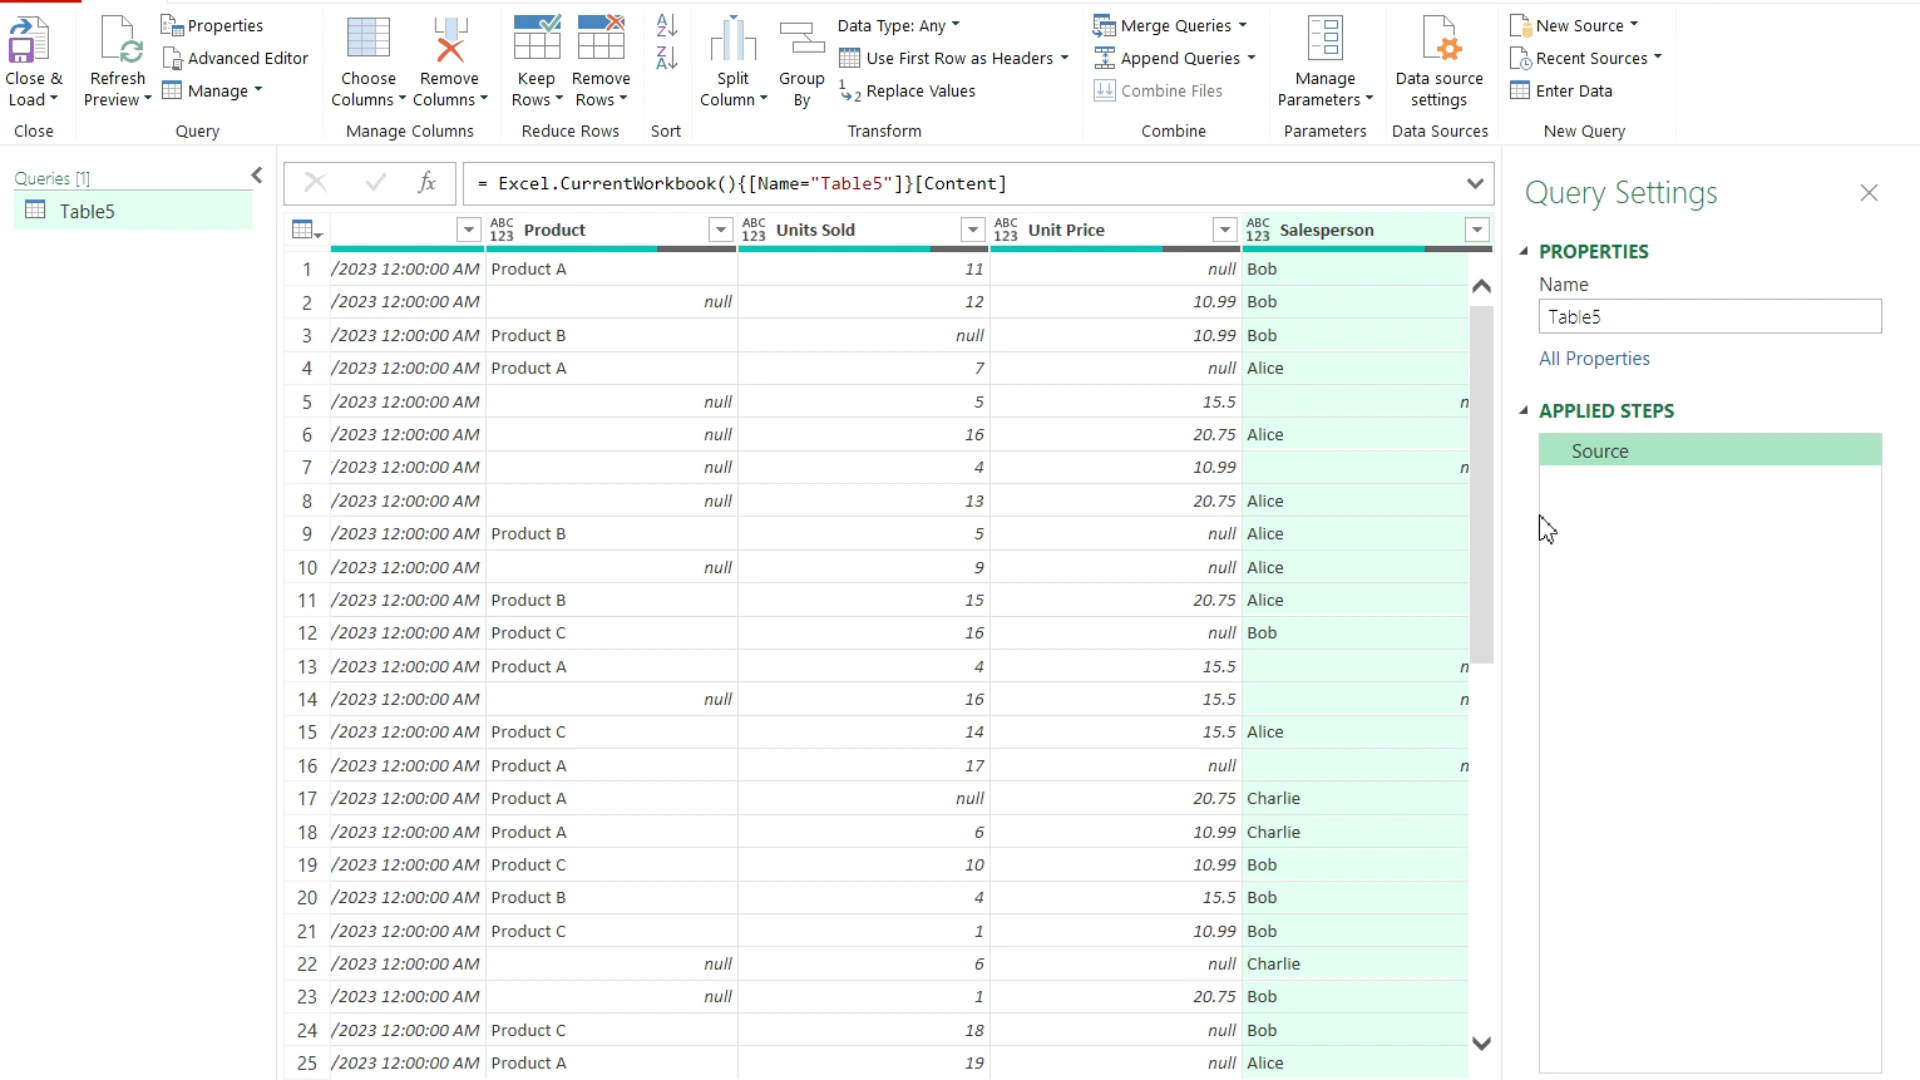 Close &
Load
Close
Refresh
Preview
Properties
Advanced Editor
Manage
Query
Choose
Columns
Remove
Columns
Manage Columns
Keep
Rows
Remove
Rows
Reduce Rows
A
Z
Z
A
Sort
Split
Column
Group
By
Data Type: Any
Use First Row as Headers
1
2 Replace Values
Transform
Merge Queries
Append Queries
Combine Files
Combine
Manage
Parameters
Parameters
Data source
settings
Data Sources
New Source
Recent Sources
Enter Data
New Query
Queries [1]
Table5
fx
= Excel.CurrentWorkbook(){[Name="Table5"]}[Content]
ABC 123 Product ABC 123 Units Sold ABC 123 Unit Price ABC 123 Salesperson
1 /2023 12:00:00 AM Product A 11 null Bob
2 /2023 12:00:00 AM null 12 10.99 Bob
3 /2023 12:00:00 AM Product B null 10.99 Bob
4 /2023 12:00:00 AM Product A 7 null Alice
5 /2023 12:00:00 AM null 5 15.5 n
6 /2023 12:00:00 AM null 16 20.75 Alice
7 /2023 12:00:00 AM null 4 10.99 n
8 /2023 12:00:00 AM null 13 20.75 Alice
9 /2023 12:00:00 AM Product B 5 null Alice
10 /2023 12:00:00 AM null 9 null Alice
11 /2023 12:00:00 AM Product B 15 20.75 Alice
12 /2023 12:00:00 AM Product C 16 null Bob
13 /2023 12:00:00 AM Product A 4 15.5 n
14 /2023 12:00:00 AM null 16 15.5 n
15 /2023 12:00:00 AM Product C 14 15.5 Alice
16 /2023 12:00:00 AM Product A 17 null n
17 /2023 12:00:00 AM Product A null 20.75 Charlie
18 /2023 12:00:00 AM Product A 6 10.99 Charlie
19 /2023 12:00:00 AM Product C 10 10.99 Bob
20 /2023 12:00:00 AM Product B 4 15.5 Bob
21 /2023 12:00:00 AM Product C 1 10.99 Bob
22 /2023 12:00:00 AM null 6 null Charlie
23 /2023 12:00:00 AM null 1 20.75 Bob
24 /2023 12:00:00 AM Product C 18 null Bob
25 /2023 12:00:00 AM Product A 19 null Alice
Query Settings
PROPERTIES
Name
Table5
All Properties
APPLIED STEPS
Source